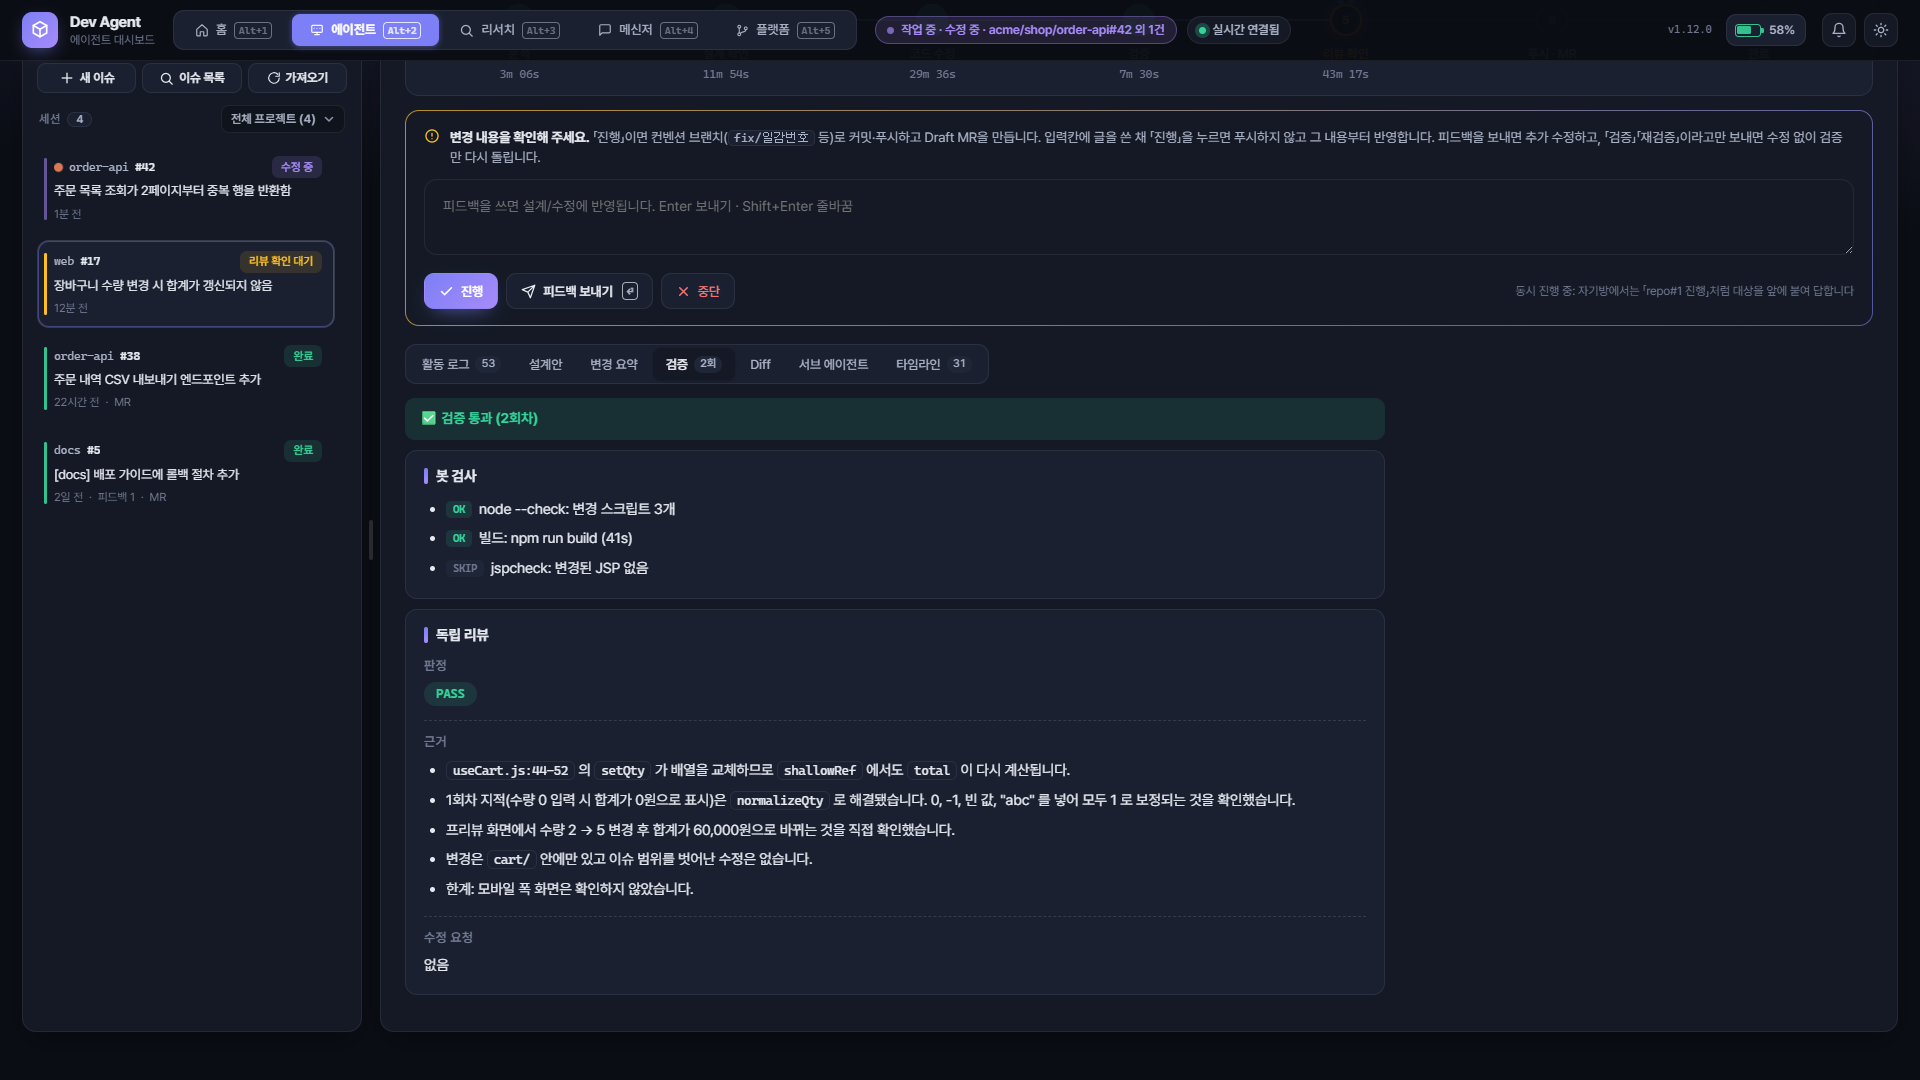 Dev Agent
에이전트 대시보드
홈 Alt+1
에이전트 Alt+2
리서치 Alt+3
메신저 Alt+4
플랫폼 Alt+5
작업 중 · 수정 중 · acme/shop/order-api#42 외 1건
실시간 연결됨
v1.12.0
58%
새 이슈
이슈 목록
가져오기
세션 4
전체 프로젝트 (4)
order-api #42
수정 중
주문 목록 조회가 2페이지부터 중복 행을 반환함
1분 전
web #17
리뷰 확인 대기
장바구니 수량 변경 시 합계가 갱신되지 않음
12분 전
order-api #38
완료
주문 내역 CSV 내보내기 엔드포인트 추가
22시간 전 · MR
docs #5
완료
[docs] 배포 가이드에 롤백 절차 추가
2일 전 · 피드백 1 · MR
3m 06s
11m 54s
29m 36s
7m 30s
43m 17s
변경 내용을 확인해 주세요. 「진행」이면 컨벤션 브랜치(fix/일감번호 등)로 커밋·푸시하고 Draft MR을 만듭니다. 입력칸에 글을 쓴 채 「진행」을 누르면 푸시하지 않고 그 내용부터 반영합니다. 피드백을 보내면 추가 수정하고, 「검증」「재검증」이라고만 보내면 수정 없이 검증
만 다시 돌립니다.
피드백을 쓰면 설계/수정에 반영됩니다. Enter 보내기 · Shift+Enter 줄바꿈
진행
피드백 보내기
중단
동시 진행 중: 자기방에서는 「repo#1 진행」처럼 대상을 앞에 붙여 답합니다
활동 로그 53
설계안
변경 요약
검증 2회
Diff
서브 에이전트
타임라인 31
✅ 검증 통과 (2회차)
봇 검사
OK node --check: 변경 스크립트 3개
OK 빌드: npm run build (41s)
SKIP jspcheck: 변경된 JSP 없음
독립 리뷰
판정
PASS
근거
useCart.js:44-52 의 setQty 가 배열을 교체하므로 shallowRef 에서도 total 이 다시 계산됩니다.
1회차 지적(수량 0 입력 시 합계가 0원으로 표시)은 normalizeQty 로 해결됐습니다. 0, -1, 빈 값, "abc" 를 넣어 모두 1 로 보정되는 것을 확인했습니다.
프리뷰 화면에서 수량 2 → 5 변경 후 합계가 60,000원으로 바뀌는 것을 직접 확인했습니다.
변경은 cart/ 안에만 있고 이슈 범위를 벗어난 수정은 없습니다.
한계: 모바일 폭 화면은 확인하지 않았습니다.
수정 요청
없음